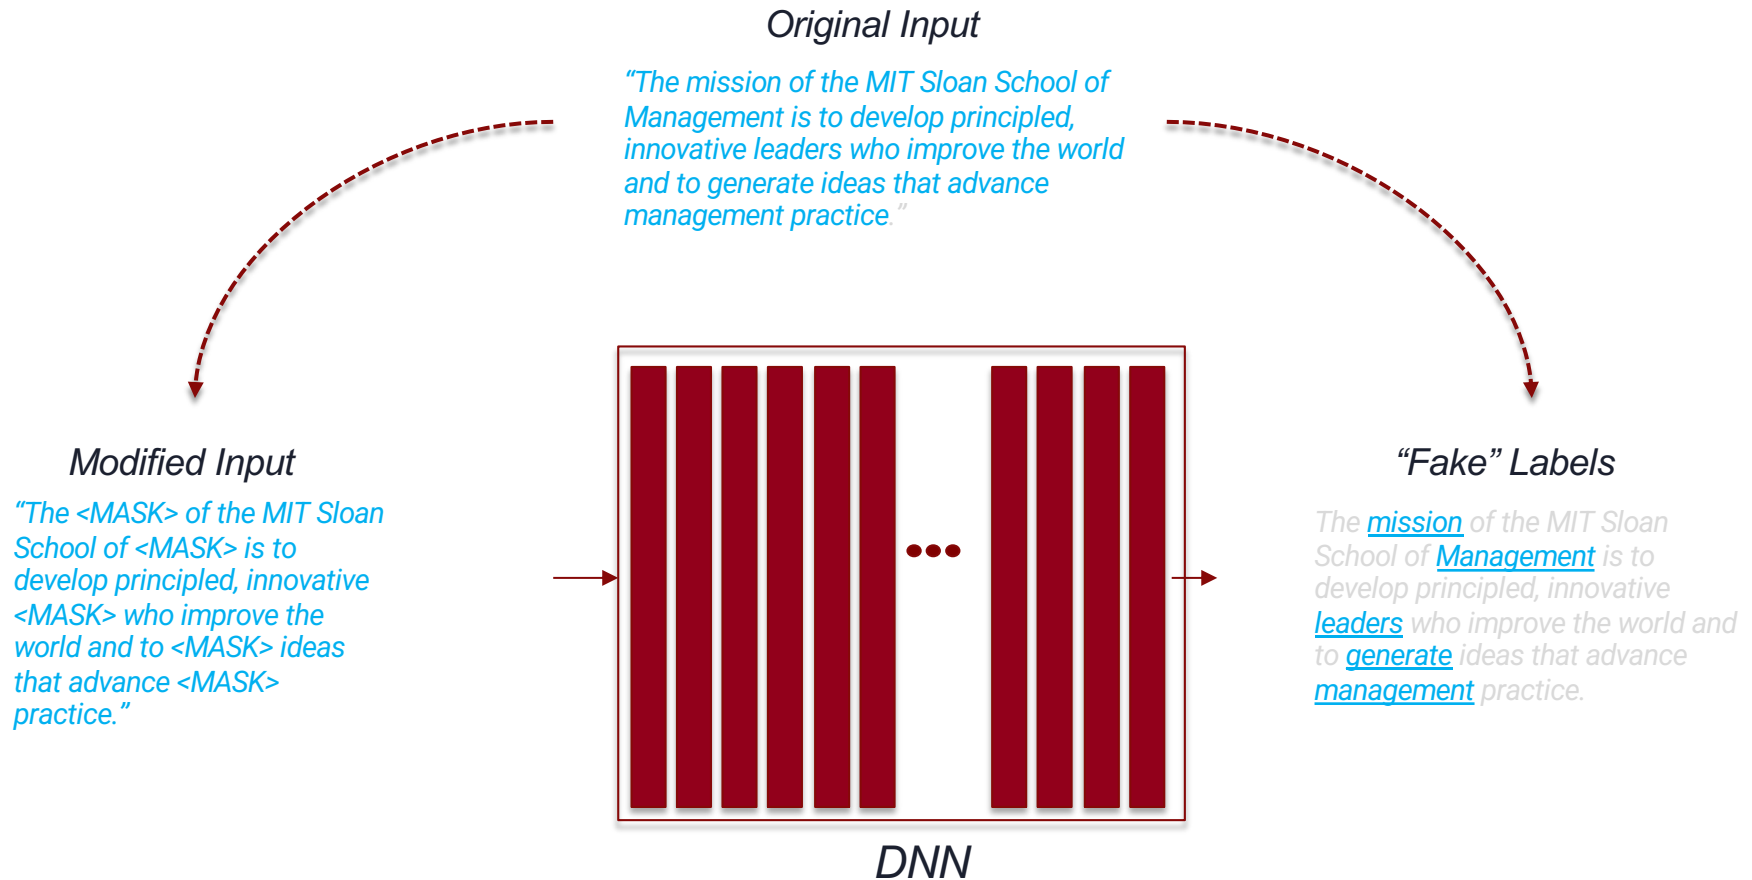 Original Input
“The mission of the MIT Sloan School of
Management is to develop principled,
innovative leaders who improve the world
and to generate ideas that advance
management practice.”
Modified Input
“The <MASK> of the MIT Sloan
School of <MASK> is to
develop principled, innovative
<MASK> who improve the
world and to <MASK> ideas
that advance <MASK>
practice.”
“Fake” Labels
The mission of the MIT Sloan
School of Management is to
develop principled, innovative
leaders who improve the world and
to generate ideas that advance
management practice.
DNN